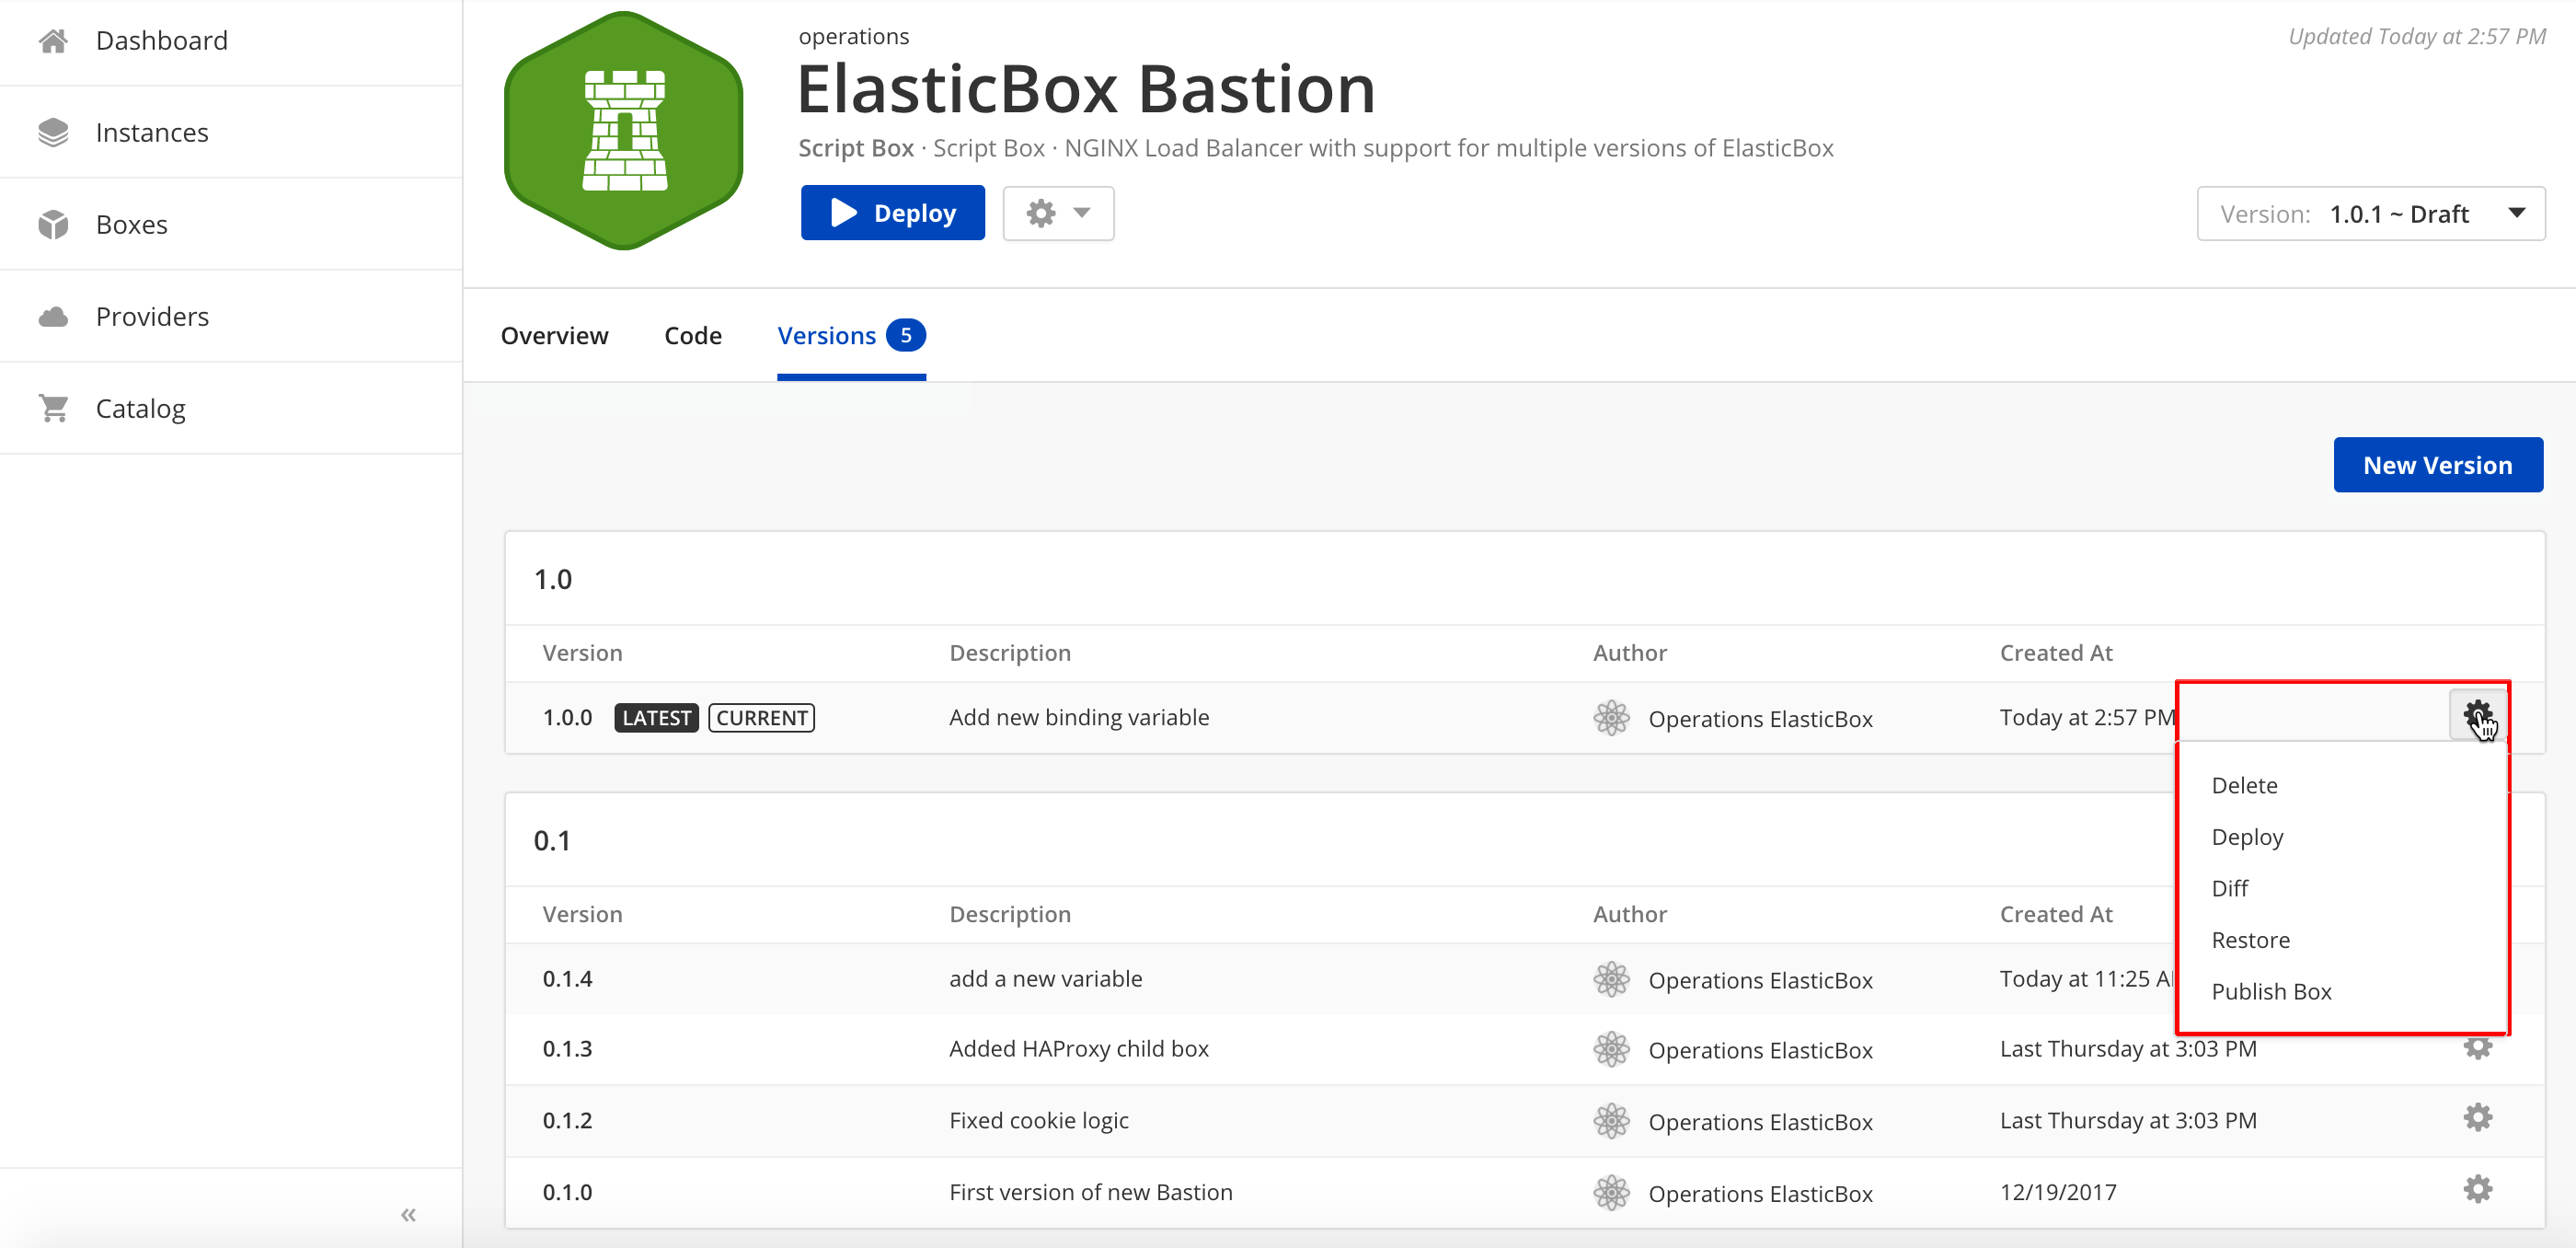 Dashboard
Instances
Boxes
Providers
Catalog
«
operations
Updated Today at 2:57 PM
ElasticBox Bastion
Script Box · Script Box · NGINX Load Balancer with support for multiple versions of ElasticBox
Deploy
Version: 1.0.1 ~ Draft
Overview Code Versions 5
New Version
1.0
Version Description Author Created At
1.0.0 LATEST CURRENT Add new binding variable Operations ElasticBox Today at 2:57 PM
Delete
Deploy
Diff
Restore
Publish Box
0.1
Version Description Author Created At
0.1.4 add a new variable Operations ElasticBox Today at 11:25
0.1.3 Added HAProxy child box Operations ElasticBox Last Thursday at 3:03 PM
0.1.2 Fixed cookie logic Operations ElasticBox Last Thursday at 3:03 PM
0.1.0 First version of new Bastion Operations ElasticBox 12/19/2017